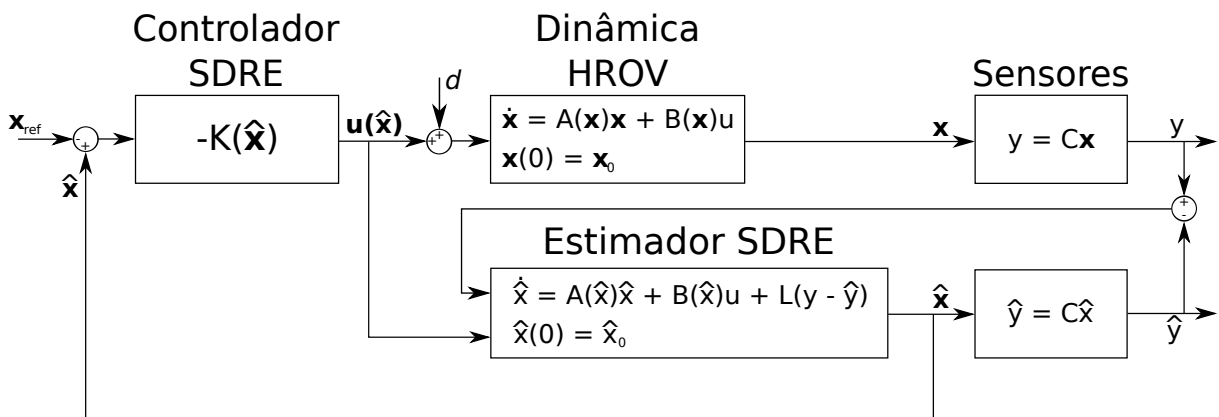 Controlador
SDRE
Dinâmica
HROV
Sensores
d
x_ref
-
+
-K(x̂)
u(x̂)
+
+
ẋ = A(x)x + B(x)u
x(0) = x₀
x
y = Cx
y
x̂
+
-
Estimador SDRE
x̂̇ = A(x̂)x̂ + B(x̂)u + L(y - ŷ)
x̂(0) = x̂₀
x̂
ŷ = Cx̂
ŷ